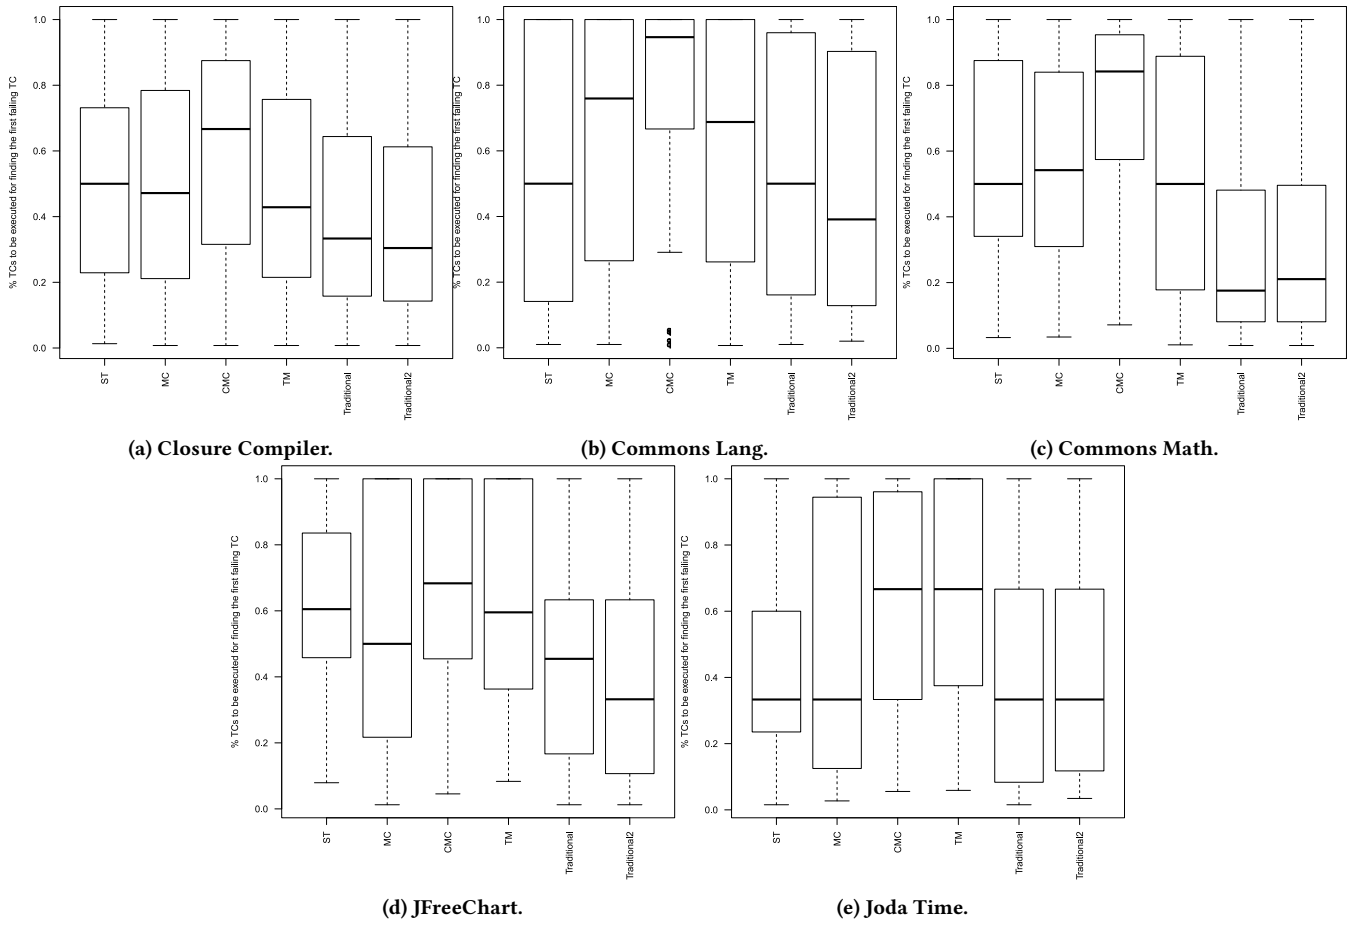 % TCs to be executed for finding the first failing TC
1.0
0.8
0.6
0.4
0.2
0.0
ST
MC
CMC
TM
Traditional
Traditional2
(a) Closure Compiler.
% TCs to be executed for finding the first failing TC
1.0
0.8
0.6
0.4
0.2
0.0
ST
MC
CMC
TM
Traditional
Traditional2
(b) Commons Lang.
% TCs to be executed for finding the first failing TC
1.0
0.8
0.6
0.4
0.2
0.0
ST
MC
CMC
TM
Traditional
Traditional2
(c) Commons Math.
% TCs to be executed for finding the first failing TC
1.0
0.8
0.6
0.4
0.2
0.0
ST
MC
CMC
TM
Traditional
Traditional2
(d) JFreeChart.
% TCs to be executed for finding the first failing TC
1.0
0.8
0.6
0.4
0.2
0.0
ST
MC
CMC
TM
Traditional
Traditional2
(e) Joda Time.